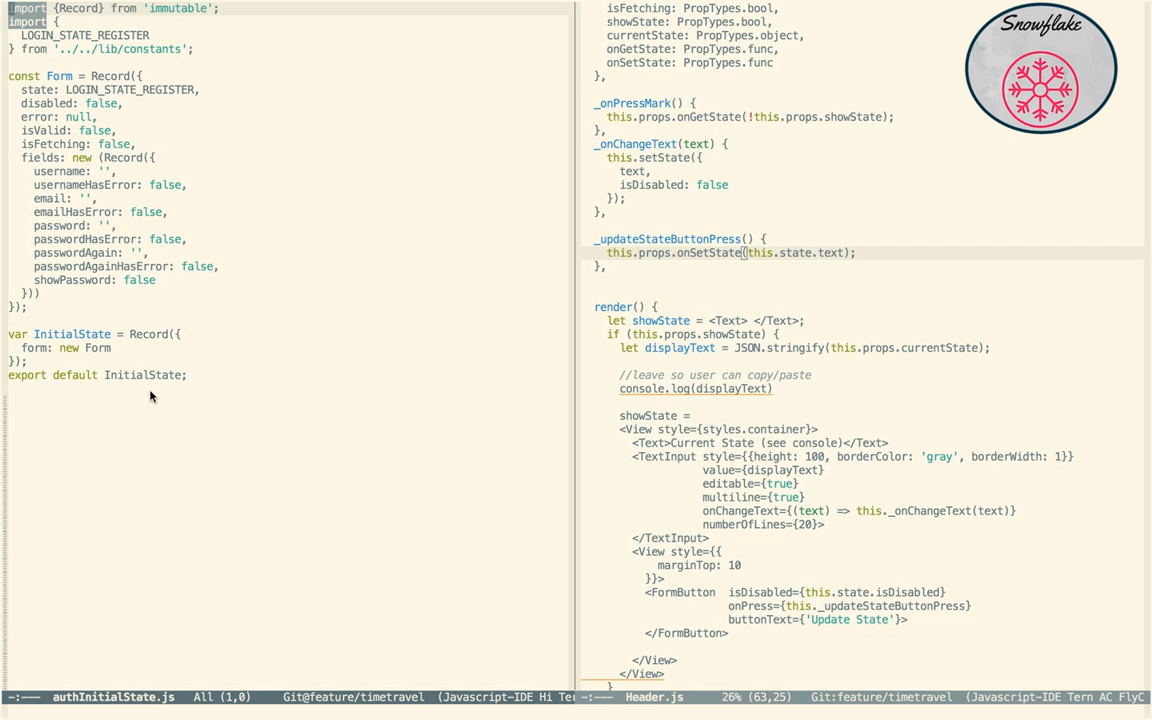 import {Record} from 'immutable';
import {
  LOGIN_STATE_REGISTER
} from '../../lib/constants';

const Form = Record({
  state: LOGIN_STATE_REGISTER,
  disabled: false,
  error: null,
  isValid: false,
  isFetching: false,
  fields: new (Record({
    username: '',
    usernameHasError: false,
    email: '',
    emailHasError: false,
    password: '',
    passwordHasError: false,
    passwordAgain: '',
    passwordAgainHasError: false,
    showPassword: false
  }))
});

var InitialState = Record({
  form: new Form
});
export default InitialState;
-:--- authInitialState.js All (1,0) Git@feature/timetravel (Javascript-IDE Hi Te
isFetching: PropTypes.bool,
  showState: PropTypes.bool,
  currentState: PropTypes.object,
  onGetState: PropTypes.func,
  onSetState: PropTypes.func
},

_onPressMark() {
  this.props.onGetState(!this.props.showState);
},
_onChangeText(text) {
  this.setState({
    text,
    isDisabled: false
  });
},

_updateStateButtonPress() {
  this.props.onSetState(this.state.text);
},

render() {
  let showState = <Text> </Text>;
  if (this.props.showState) {
    let displayText = JSON.stringify(this.props.currentState);

    //leave so user can copy/paste
    console.log(displayText)

    showState =
    <View style={styles.container}>
      <Text>Current State (see console)</Text>
      <TextInput style={{height: 100, borderColor: 'gray', borderWidth: 1}}
                 value={displayText}
                 editable={true}
                 multiline={true}
                 onChangeText={(text) => this._onChangeText(text)}
                 numberOfLines={20}>
      </TextInput>
      <View style={{
          marginTop: 10
        }}>
        <FormButton  isDisabled={this.state.isDisabled}
                     onPress={this._updateStateButtonPress}
                     buttonText={'Update State'}>
        </FormButton>

      </View>
    </View>
  }
-:--- Header.js 26% (63,25) Git:feature/timetravel (Javascript-IDE Tern AC FlyC
Snowflake